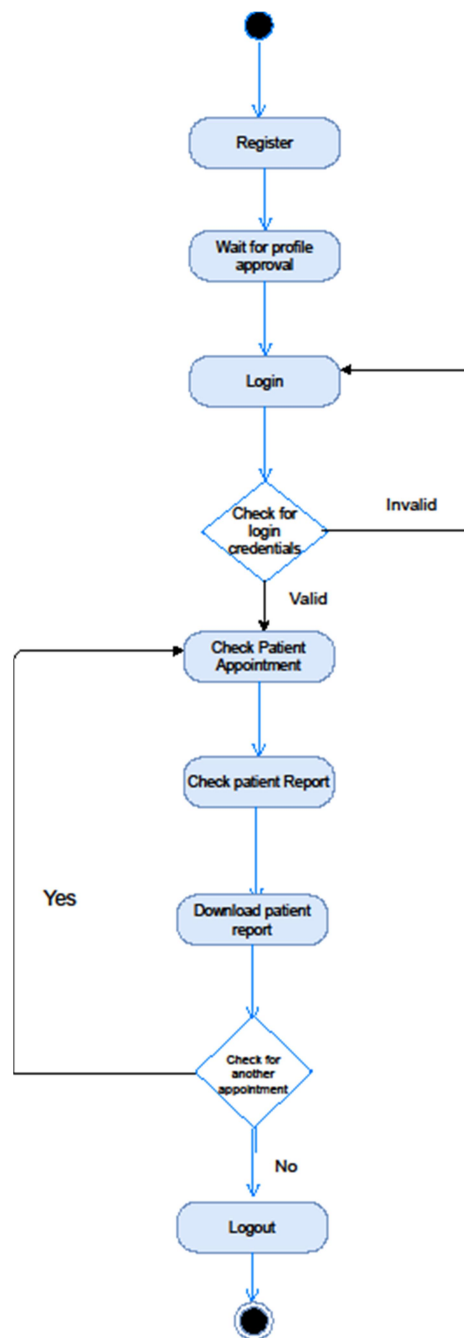 Register
Wait for profile
approval
Login
Check for
login
credentials
Invalid
Valid
Check Patient
Appointment
Check patient Report
Yes
Download patient
report
Check for
another
appointment
No
Logout